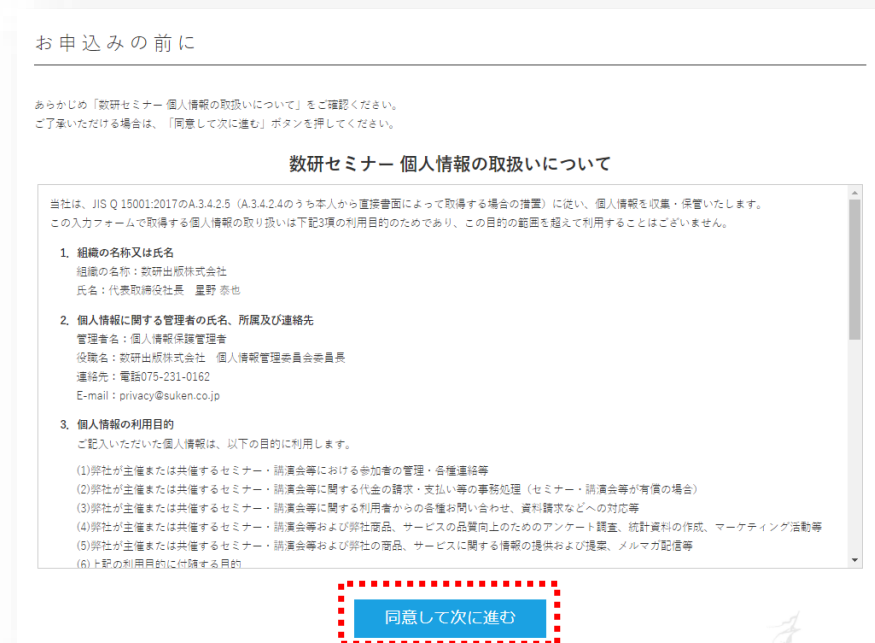 お申込みの前に
あらかじめ「数研セミナー 個人情報の取扱いについて」をご確認ください。
ご了承いただける場合は、「同意して次に進む」ボタンを押してください。
数研セミナー 個人情報の取扱いについて
当社は、JIS Q 15001:2017のA.3.4.2.5（A.3.4.2.4のうち本人から直接書面によって取得する場合の措置）に従い、個人情報を収集・保管いたします。
この入力フォームで取得する個人情報の取り扱いは下記3項の利用目的のためであり、この目的の範囲を超えて利用することはございません。
1. 組織の名称又は氏名
組織の名称：数研出版株式会社
氏名：代表取締役社長　星野 泰也
2. 個人情報に関する管理者の氏名、所属及び連絡先
管理者名：個人情報保護管理者
役職名：数研出版株式会社　個人情報管理委員会委員長
連絡先：電話075-231-0162
E-mail：privacy@suken.co.jp
3. 個人情報の利用目的
ご記入いただいた個人情報は、以下の目的に利用します。
(1)弊社が主催または共催するセミナー・講演会等における参加者の管理・各種連絡等
(2)弊社が主催または共催するセミナー・講演会等に関する代金の請求・支払い等の事務処理（セミナー・講演会等が有償の場合）
(3)弊社が主催または共催するセミナー・講演会等に関する利用者からの各種お問い合わせ、資料請求などへの対応等
(4)弊社が主催または共催するセミナー・講演会等および弊社商品、サービスの品質向上のためのアンケート調査、統計資料の作成、マーケティング活動等
(5)弊社が主催または共催するセミナー・講演会等および弊社の商品、サービスに関する情報の提供および提案、メルマガ配信等
(6)上記の利用目的に付随する目的
同意して次に進む